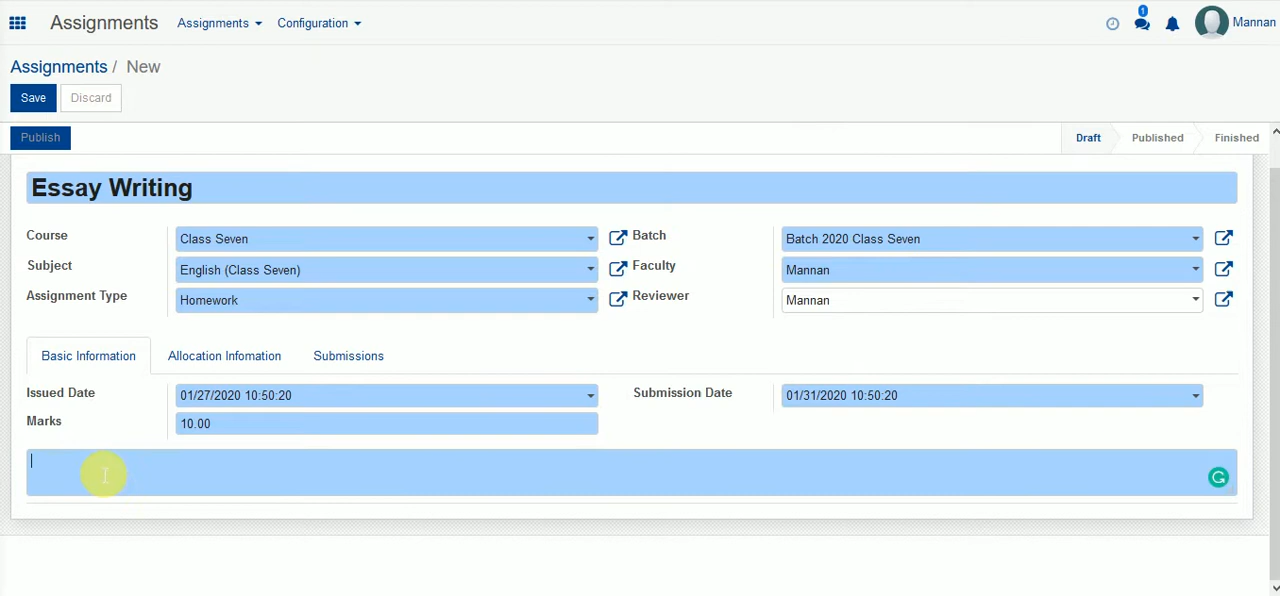 Assignments Assignments Configuration 1 Mannan
Assignments / New
Save Discard
Publish Draft Published Finished
Essay Writing
Course Class Seven Batch Batch 2020 Class Seven
Subject English (Class Seven) Faculty Mannan
Assignment Type Homework Reviewer Mannan
Basic Information Allocation Infomation Submissions
Issued Date 01/27/2020 10:50:20 Submission Date 01/31/2020 10:50:20
Marks 10.00